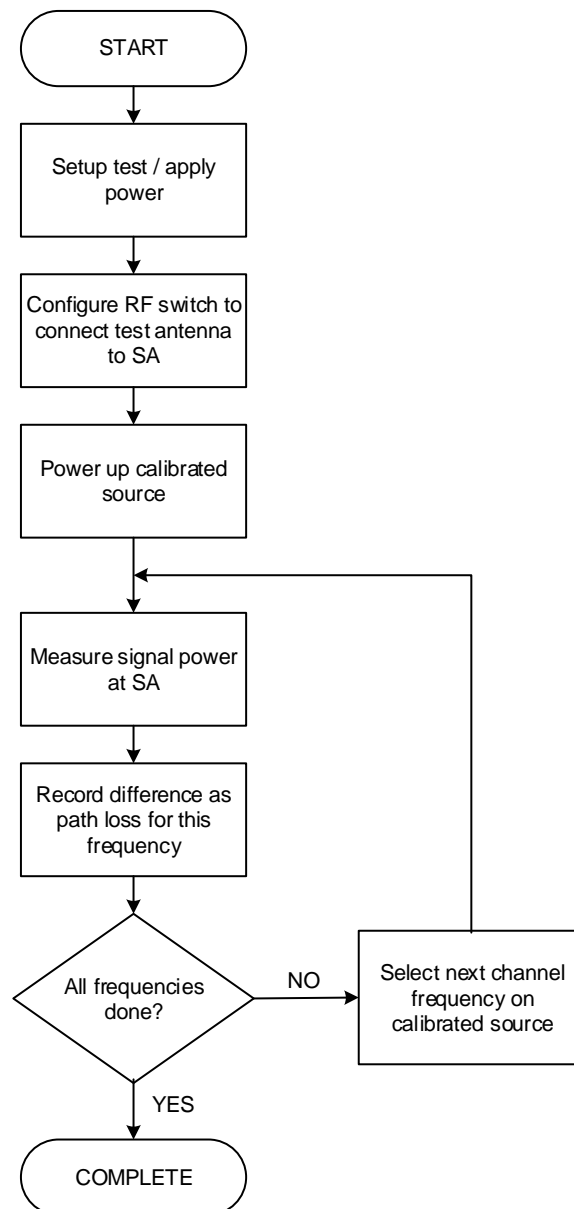 START
Setup test / apply
power
Configure RF switch to
connect test antenna
to SA
Power up calibrated
source
Measure signal power
at SA
Record difference as
path loss for this
frequency
All frequencies
done?
NO
Select next channel
frequency on
calibrated source
YES
COMPLETE